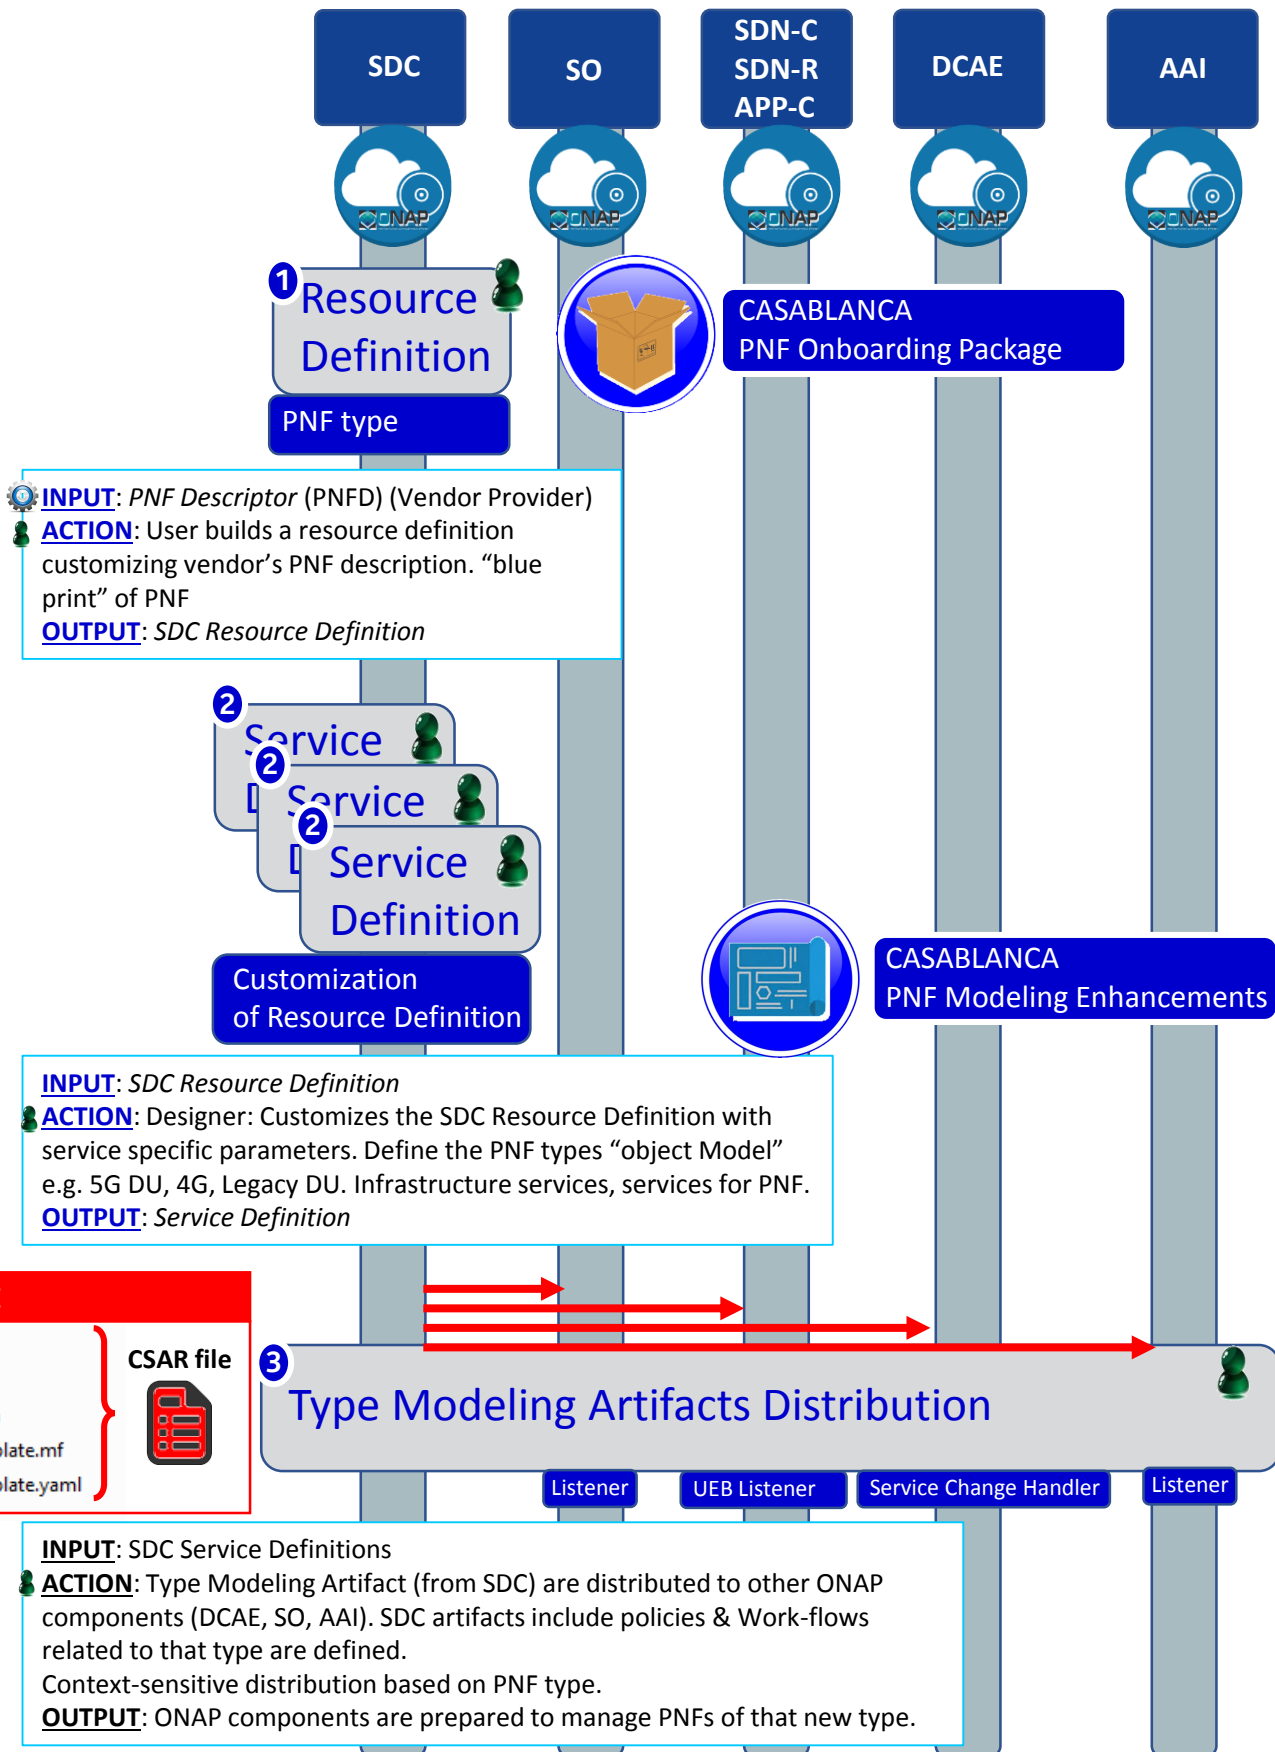 SDC
SO
SDN-C
SDN-R
APP-C
DCAE
AAI
ONAP
ONAP
ONAP
ONAP
ONAP
1
Resource
Definition
PNF type
CASABLANCA
PNF Onboarding Package
INPUT: PNF Descriptor (PNFD) (Vendor Provider)
ACTION: User builds a resource definition
customizing vendor’s PNF description. “blue
print” of PNF
OUTPUT: SDC Resource Definition
2
Service
D
2
Service
D
2
Service
Definition
Customization
of Resource Definition
CASABLANCA
PNF Modeling Enhancements
INPUT: SDC Resource Definition
ACTION: Designer: Customizes the SDC Resource Definition with
service specific parameters. Define the PNF types “object Model”
e.g. 5G DU, 4G, Legacy DU. Infrastructure services, services for PNF.
OUTPUT: Service Definition
CSAR file
plate.mf
plate.yaml
3
Type Modeling Artifacts Distribution
Listener
UEB Listener
Service Change Handler
Listener
INPUT: SDC Service Definitions
ACTION: Type Modeling Artifact (from SDC) are distributed to other ONAP
components (DCAE, SO, AAI). SDC artifacts include policies & Work-flows
related to that type are defined.
Context-sensitive distribution based on PNF type.
OUTPUT: ONAP components are prepared to manage PNFs of that new type.